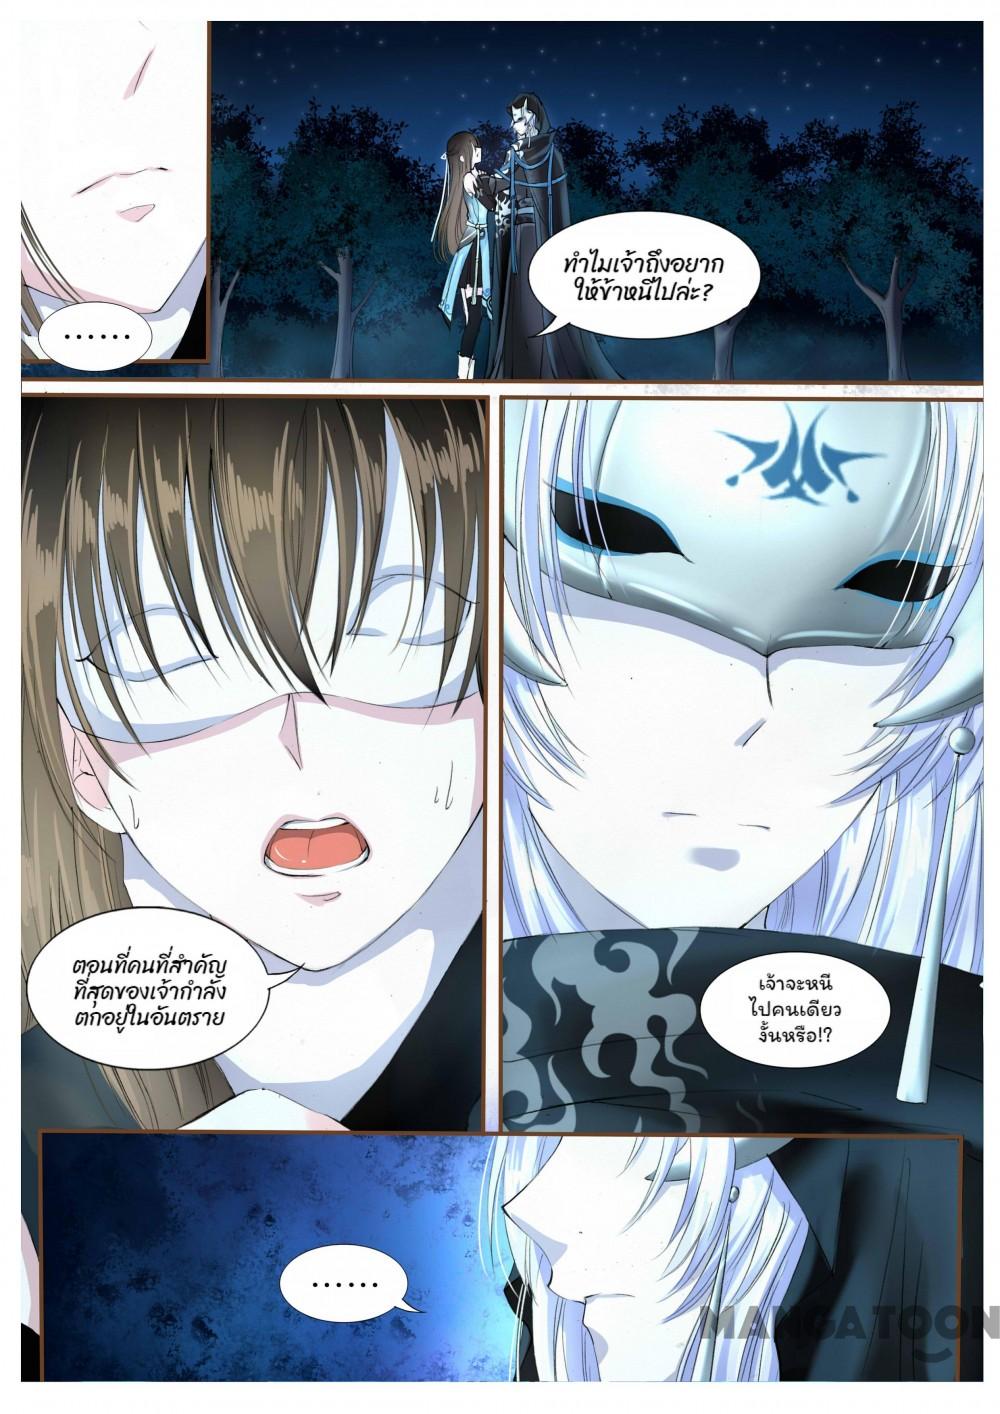 ······
ทำไมเจ้าถึงอยาก
ให้ข้าหนีไปล่ะ?
ตอนที่คนที่สำคัญ
ที่สุดของเจ้ากำลัง
ตกอยู่ในอันตราย
เจ้าจะหนี
ไปคนเดียว
งั้นหรือ!?
······
MANGATOON